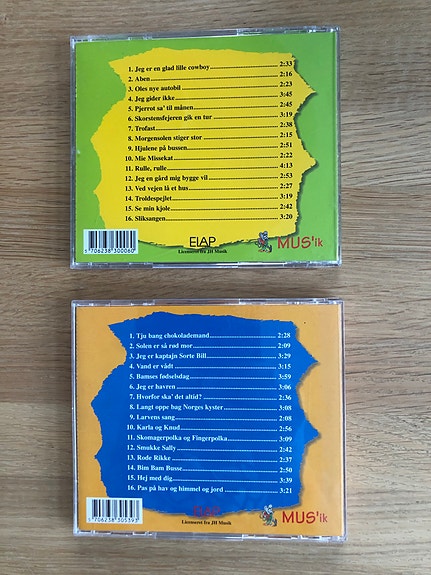 1. Jeg er en glad lille cowboy 2:33
2. Aben 2:16
3. Oles nye autobil 2:23
4. Jeg gider ikke 3:45
5. Pjerrot sa' til månen 2:45
6. Skorstensfejeren gik en tur 3:19
7. Trofast 2:38
8. Morgensolen stiger stor 2:15
9. Hjulene på bussen 2:51
10. Mie Missekat 2:22
11. Rulle, rulle 4:13
12. Jeg en gård mig bygge vil 2:53
13. Ved vejen lå et hus 2:27
14. Troldespejlet 3:19
15. Se min kjole 2:42
16. Sliksangen 3:20
5 706238 300060
ELAP
Licenseret fra JH Musik
MUS'ik
1. Tju bang chokolademand 2:28
2. Solen er så rød mor 2:09
3. Jeg er kaptajn Sorte Bill 3:29
4. Vand er vådt 3:15
5. Bamses fødselsdag 3:59
6. Jeg er havren 3:06
7. Hvorfor ska' det altid? 2:36
8. Langt oppe bag Norges kyster 3:08
9. Larvens sang 2:08
10. Karla og Knud 2:56
11. Skomagerpolka og Fingerpolka 3:09
12. Smukke Sally 2:42
13. Rode Rikke 2:37
14. Bim Bam Busse 2:50
15. Hej med dig 3:39
16. Pas på hav og himmel og jord 3:21
5 706238 305393
ELAP
Licenseret fra JH Musik
MUS'ik